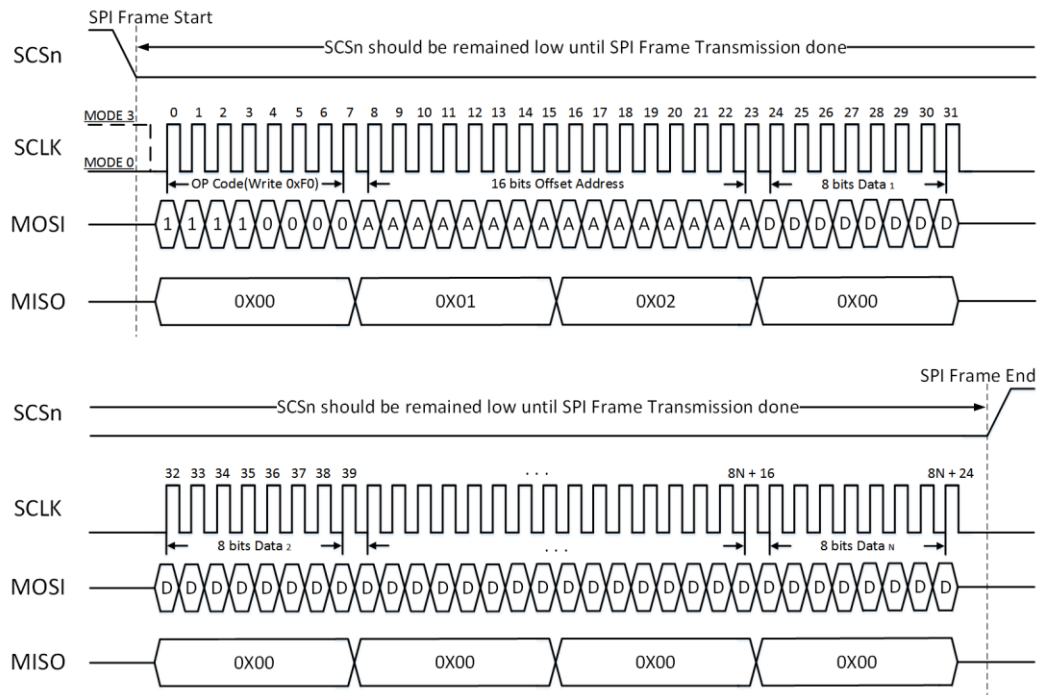 SPI Frame Start
SCSn
SCSn should be remained low until SPI Frame Transmission done
0 1 2 3 4 5 6 7 8 9 10 11 12 13 14 15 16 17 18 19 20 21 22 23 24 25 26 27 28 29 30 31
MODE 3
SCLK
MODE 0
OP Code(Write 0xF0) 16 bits Offset Address 8 bits Data 1
MOSI 1 1 1 1 0 0 0 0 A A A A A A A A A A A A A A A A D D D D D D D D
MISO 0X00 0X01 0X02 0X00
SPI Frame End
SCSn SCSn should be remained low until SPI Frame Transmission done
32 33 34 35 36 37 38 39 . . . 8N + 16 8N + 24
SCLK
8 bits Data 2 . . . 8 bits Data N
MOSI D D D D D D D D D D D D D D D D D D D D D D D D D D D D D D D D
MISO 0X00 0X00 0X00 0X00